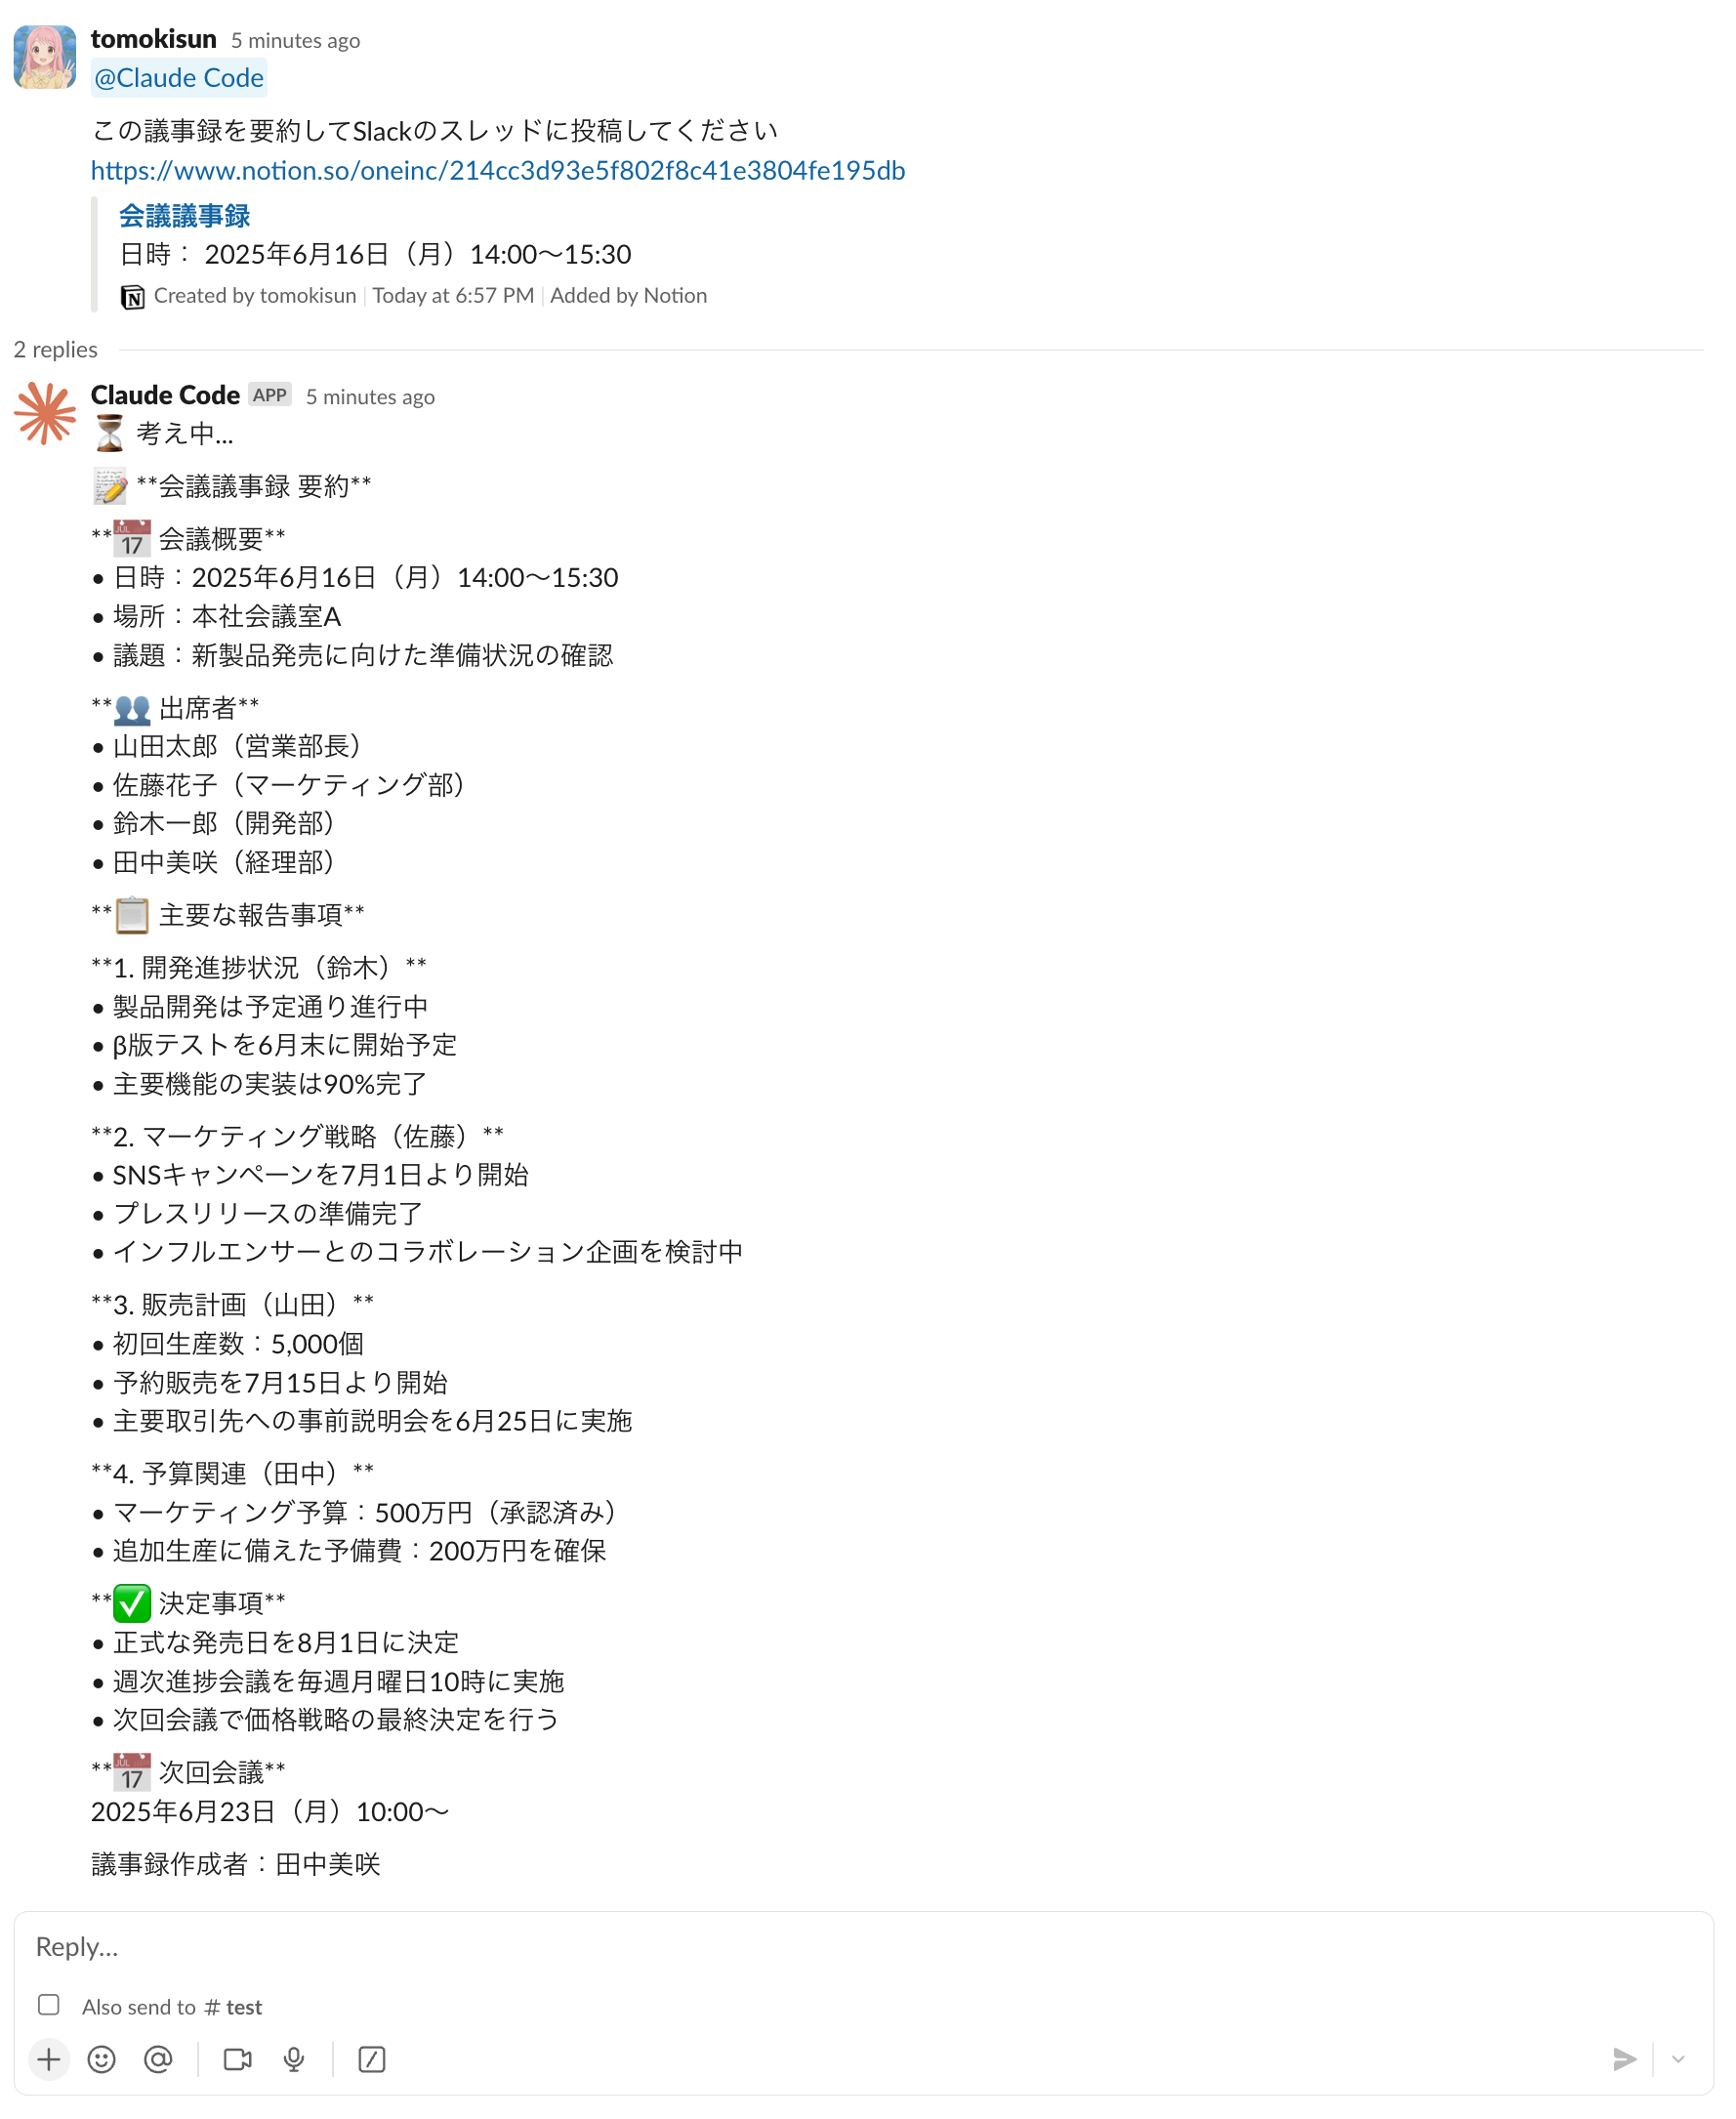 tomokisun 5 minutes ago
@Claude Code
この議事録を要約してSlackのスレッドに投稿してください
https://www.notion.so/oneinc/214cc3d93e5f802f8c41e3804fe195db
会議議事録
日時： 2025年6月16日（月）14:00〜15:30
Created by tomokisun | Today at 6:57 PM | Added by Notion
2 replies
Claude Code APP 5 minutes ago
⏳ 考え中...
📝 **会議議事録 要約**
**📅 会議概要**
• 日時：2025年6月16日（月）14:00〜15:30
• 場所：本社会議室A
• 議題：新製品発売に向けた準備状況の確認
**👥 出席者**
• 山田太郎（営業部長）
• 佐藤花子（マーケティング部）
• 鈴木一郎（開発部）
• 田中美咲（経理部）
**📋 主要な報告事項**
**1. 開発進捗状況（鈴木）**
• 製品開発は予定通り進行中
• β版テストを6月末に開始予定
• 主要機能の実装は90%完了
**2. マーケティング戦略（佐藤）**
• SNSキャンペーンを7月1日より開始
• プレスリリースの準備完了
• インフルエンサーとのコラボレーション企画を検討中
**3. 販売計画（山田）**
• 初回生産数：5,000個
• 予約販売を7月15日より開始
• 主要取引先への事前説明会を6月25日に実施
**4. 予算関連（田中）**
• マーケティング予算：500万円（承認済み）
• 追加生産に備えた予備費：200万円を確保
**✅ 決定事項**
• 正式な発売日を8月1日に決定
• 週次進捗会議を毎週月曜日10時に実施
• 次回会議で価格戦略の最終決定を行う
**📅 次回会議**
2025年6月23日（月）10:00〜
議事録作成者：田中美咲
Reply...
Also send to # test